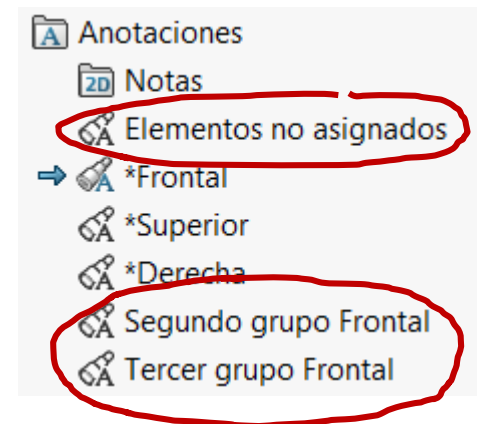 Anotaciones
2D Notas
Elementos no asignados
*Frontal
*Superior
*Derecha
Segundo grupo Frontal
Tercer grupo Frontal